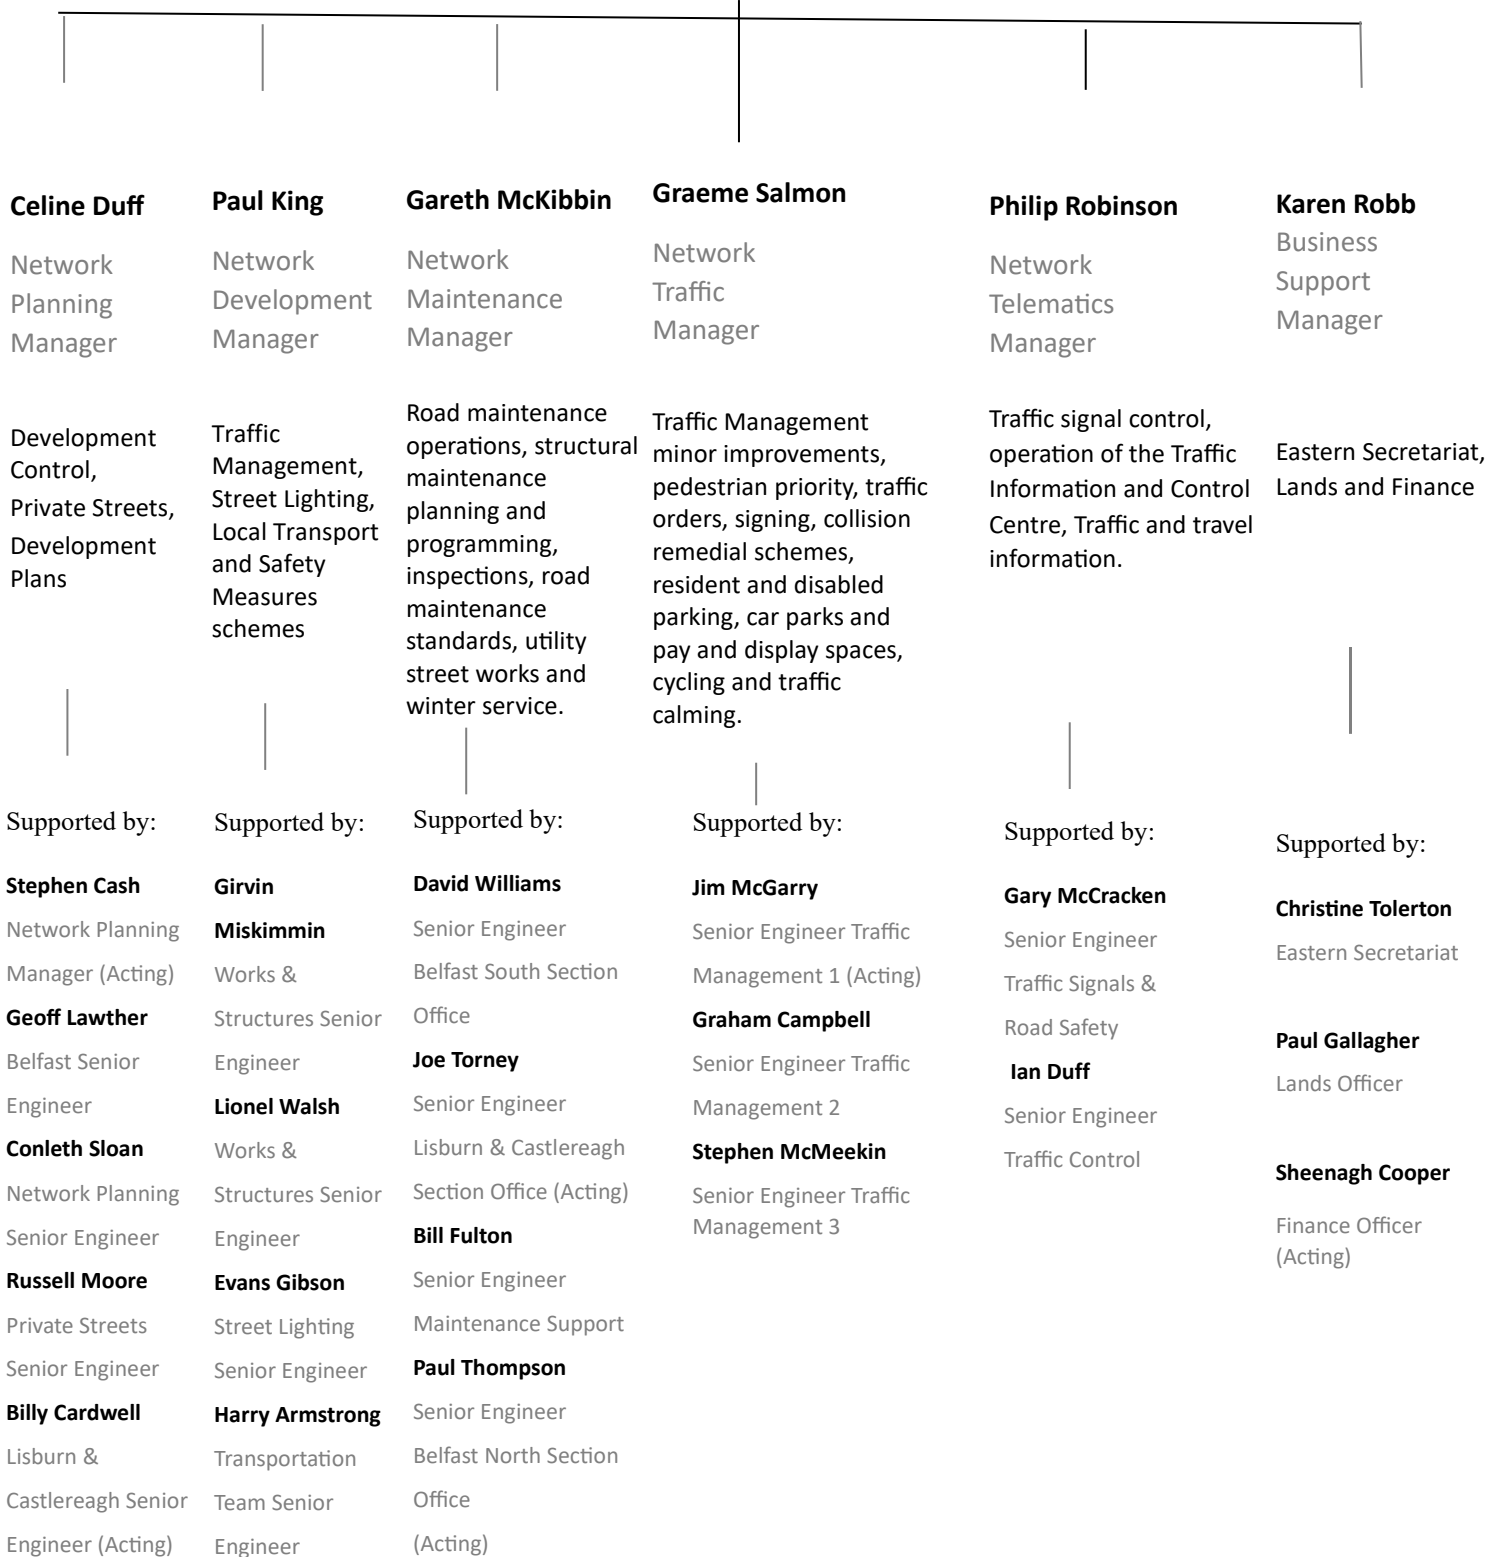 Celine Duff
Network
Planning
Manager
Development
Control,
Private Streets,
Development
Plans
Supported by:
Stephen Cash
Network Planning
Manager (Acting)
Geoff Lawther
Belfast Senior
Engineer
Conleth Sloan
Network Planning
Senior Engineer
Russell Moore
Private Streets
Senior Engineer
Billy Cardwell
Lisburn &
Castlereagh Senior
Engineer (Acting)
Paul King
Network
Development
Manager
Traffic
Management,
Street Lighting,
Local Transport
and Safety
Measures
schemes
Supported by:
Girvin
Miskimmin
Works &
Structures Senior
Engineer
Lionel Walsh
Works &
Structures Senior
Engineer
Evans Gibson
Street Lighting
Senior Engineer
Harry Armstrong
Transportation
Team Senior
Engineer
Gareth McKibbin
Network
Maintenance
Manager
Road maintenance
operations, structural
maintenance
planning and
programming,
inspections, road
maintenance
standards, utility
street works and
winter service.
Supported by:
David Williams
Senior Engineer
Belfast South Section
Office
Joe Torney
Senior Engineer
Lisburn & Castlereagh
Section Office (Acting)
Bill Fulton
Senior Engineer
Maintenance Support
Paul Thompson
Senior Engineer
Belfast North Section
Office
(Acting)
Graeme Salmon
Network
Traffic
Manager
Traffic Management
minor improvements,
pedestrian priority, traffic
orders, signing, collision
remedial schemes,
resident and disabled
parking, car parks and
pay and display spaces,
cycling and traffic
calming.
Supported by:
Jim McGarry
Senior Engineer Traffic
Management 1 (Acting)
Graham Campbell
Senior Engineer Traffic
Management 2
Stephen McMeekin
Senior Engineer Traffic
Management 3
Philip Robinson
Network
Telematics
Manager
Traffic signal control,
operation of the Traffic
Information and Control
Centre, Traffic and travel
information.
Supported by:
Gary McCracken
Senior Engineer
Traffic Signals &
Road Safety
Ian Duff
Senior Engineer
Traffic Control
Karen Robb
Business
Support
Manager
Eastern Secretariat,
Lands and Finance
Supported by:
Christine Tolerton
Eastern Secretariat
Paul Gallagher
Lands Officer
Sheenagh Cooper
Finance Officer
(Acting)